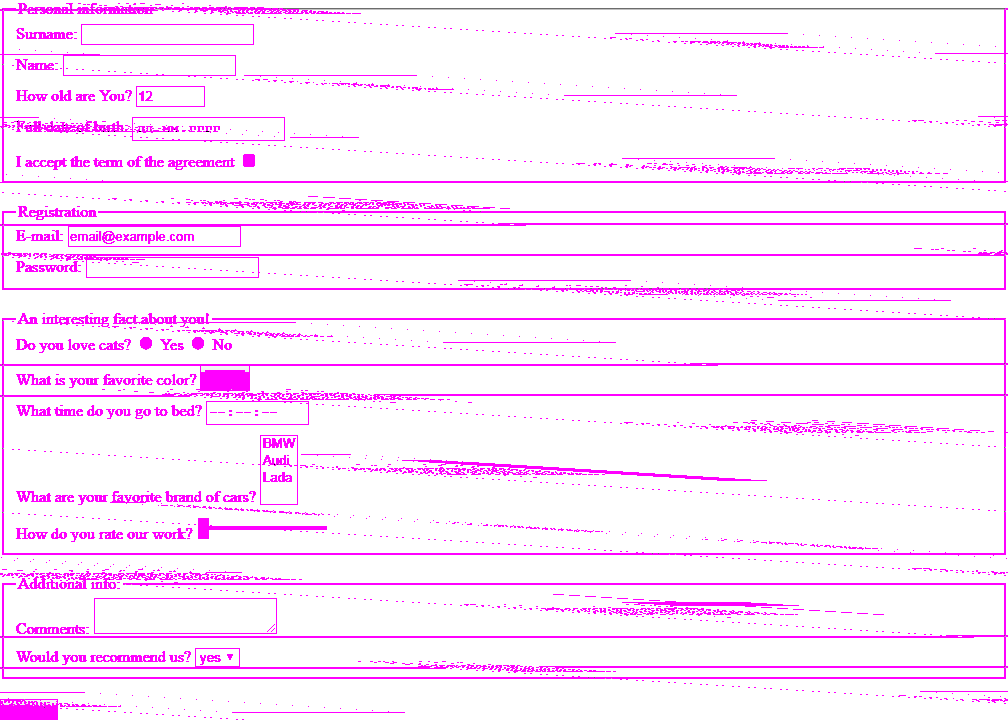 Personal information
Surname:
Name:
How old are You? 12
Full date of birth:
I accept the term of the agreement
Registration
E-mail: email@example.com
Password:
An interesting fact about you!
Do you love cats? Yes No
What is your favorite color?
What time do you go to bed? --:--:--
BMW
Audi
Lada
What are your favorite brand of cars?
How do you rate our work?
Additional info:
Comments:
Would you recommend us? yes